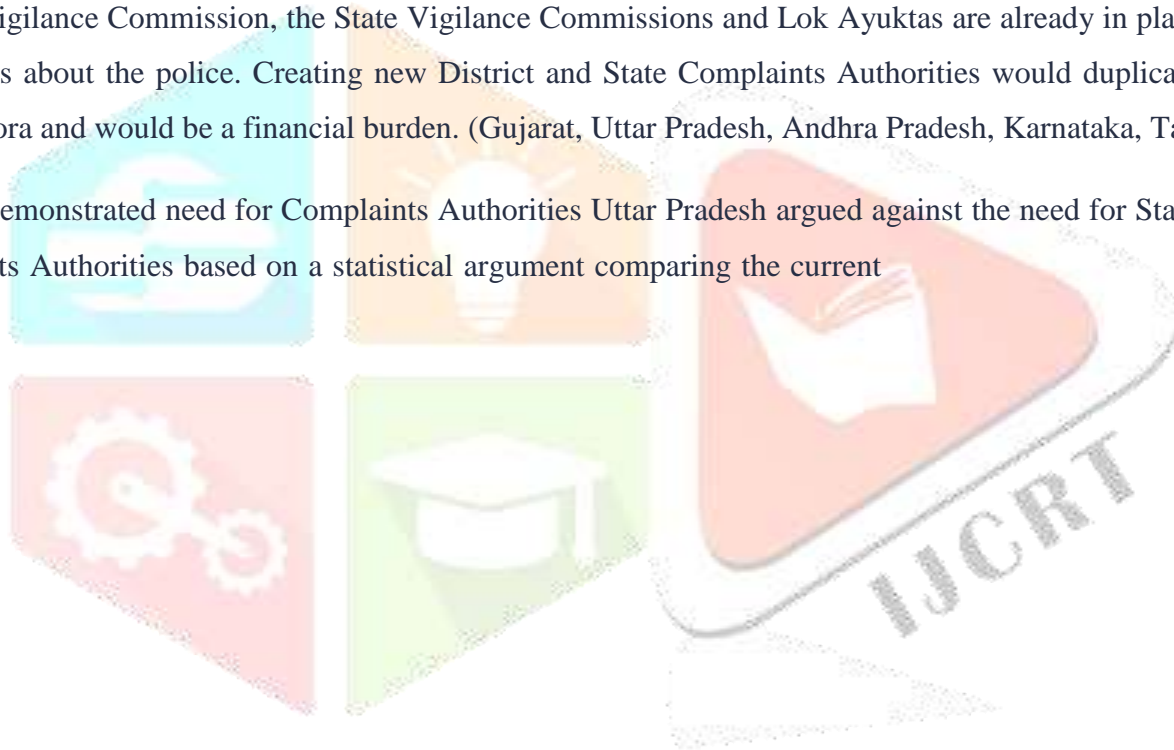 igilance Commission, the State Vigilance Commissions and Lok Ayuktas are already in pla
s about the police. Creating new District and State Complaints Authorities would duplica
ora and would be a financial burden. (Gujarat, Uttar Pradesh, Andhra Pradesh, Karnataka, Ta
emonstrated need for Complaints Authorities Uttar Pradesh argued against the need for Sta
ts Authorities based on a statistical argument comparing the current
IJCRT